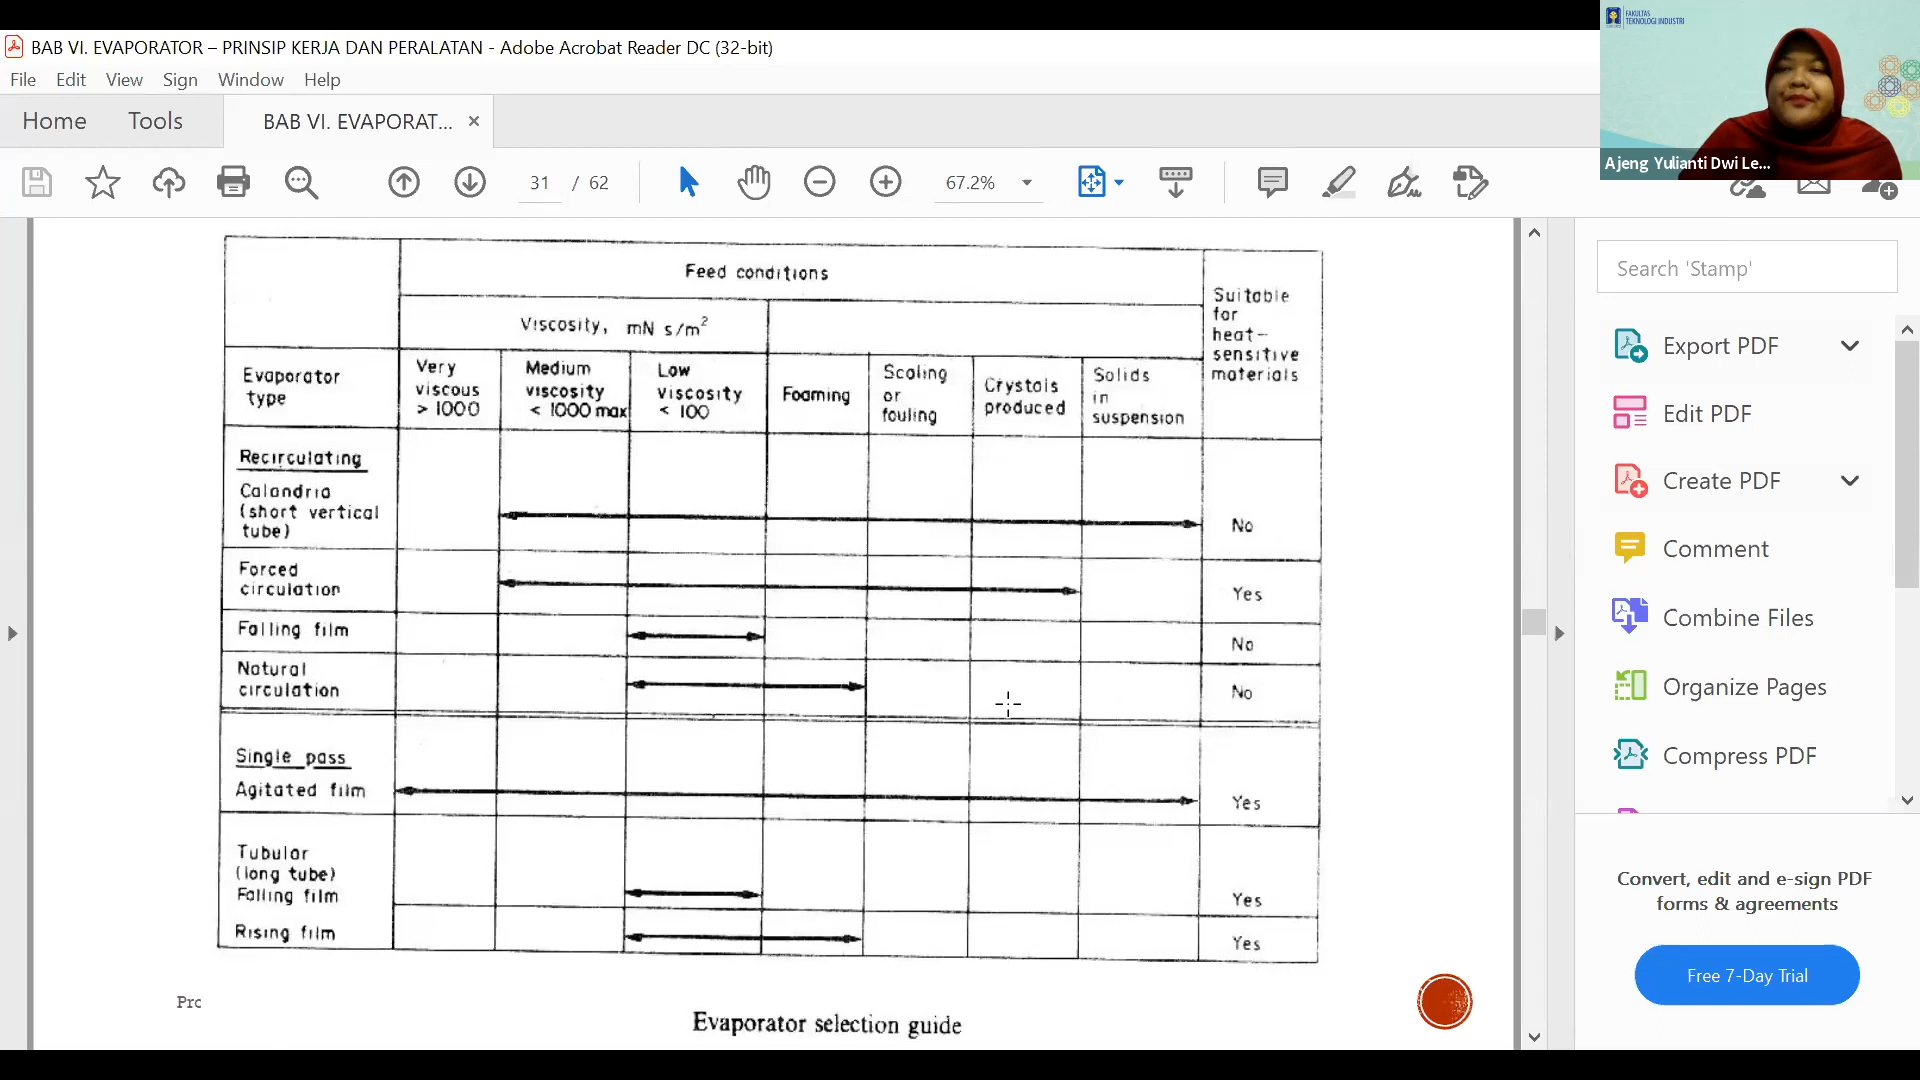 FAKULTAS
TEKNOLOGI INDUSTRI
BAB VI. EVAPORATOR – PRINSIP KERJA DAN PERALATAN - Adobe Acrobat Reader DC (32-bit)
File Edit View Sign Window Help
Home Tools BAB VI. EVAPORAT... ×
31 / 62 67.2%
Ajeng Yulianti Dwi Le...
Feed conditions
Suitable
for
heat-
sensitive
materials
Viscosity, mN s/m²
Evaporator
type
Very
viscous
> 1000
Medium
viscosity
< 1000 max
Low
viscosity
< 100
Foaming
Scaling
or
fouling
Crystals
produced
Solids
in
suspension
Recirculating
Calandria
(short vertical
tube)
No
Forced
circulation
Yes
Falling film
No
Natural
circulation
No
Single pass
Agitated film
Yes
Tubular
(long tube)
Falling film
Yes
Rising film
Yes
Prc
Evaporator selection guide
Search 'Stamp'
Export PDF
Edit PDF
Create PDF
Comment
Combine Files
Organize Pages
Compress PDF
Convert, edit and e-sign PDF
forms & agreements
Free 7-Day Trial